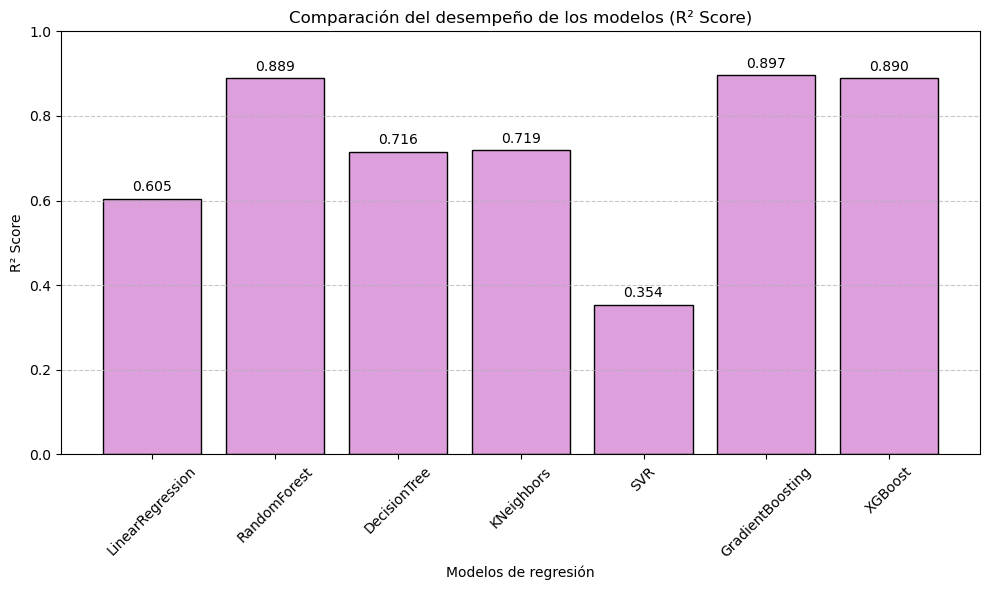 Comparación del desempeño de los modelos (R² Score)
1.0
0.8
0.6
0.4
0.2
0.0
R² Score
0.605
0.889
0.716
0.719
0.354
0.897
0.890
LinearRegression
RandomForest
DecisionTree
KNeighbors
SVR
GradientBoosting
XGBoost
Modelos de regresión